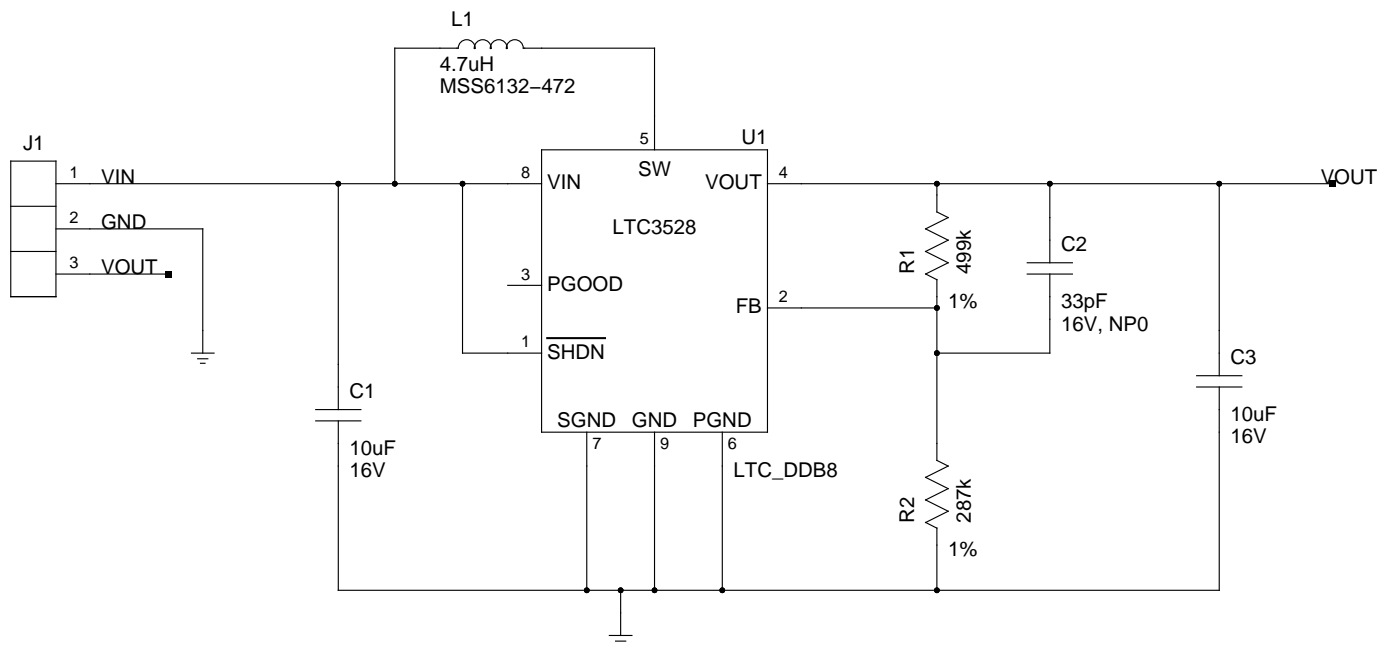 L1
4.7uH
MSS6132−472
J1
1 VIN
2 GND
3 VOUT
U1
5
SW
8 VIN
VOUT 4
VOUT
LTC3528
3 PGOOD
FB 2
1 SHDN
SGND GND PGND
7 9 6
LTC_DDB8
C1
10uF
16V
R1
499k
1%
C2
33pF
16V, NP0
C3
10uF
16V
R2
287k
1%